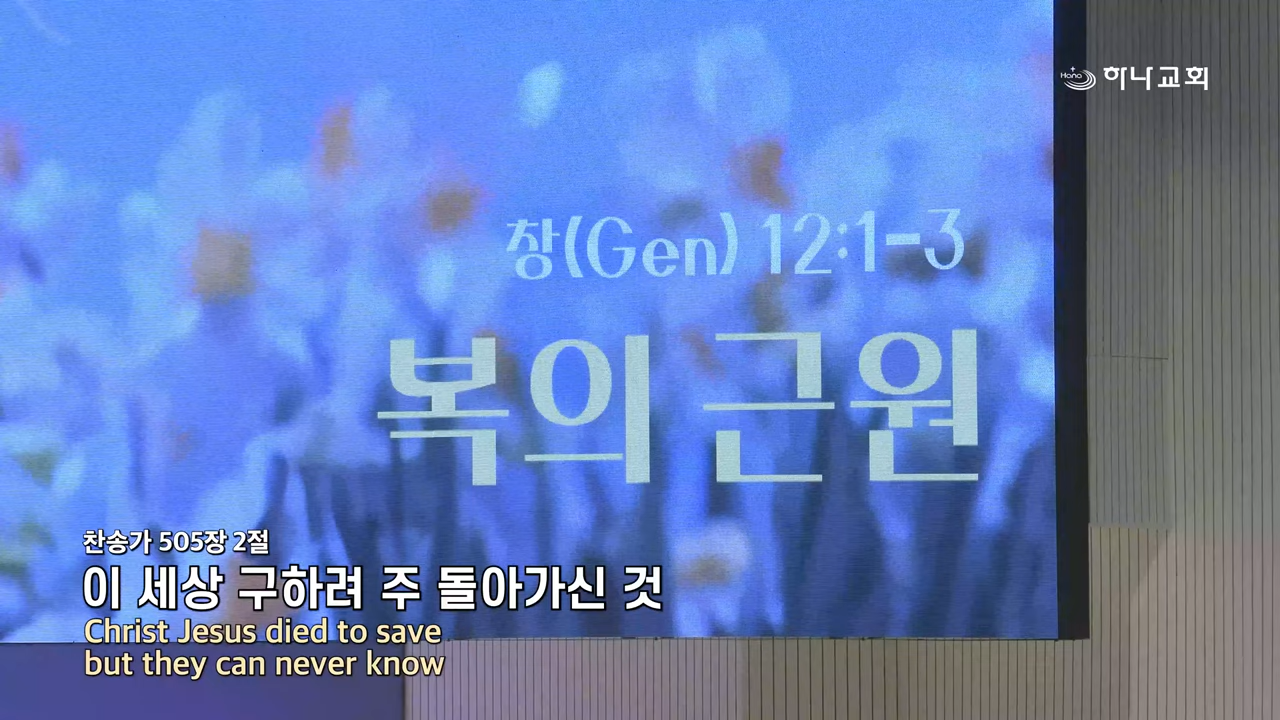 Hana 하나교회
창(Gen) 12:1-3
복의 근원
찬송가 505장 2절
이 세상 구하려 주 돌아가신 것
Christ Jesus died to save
but they can never know